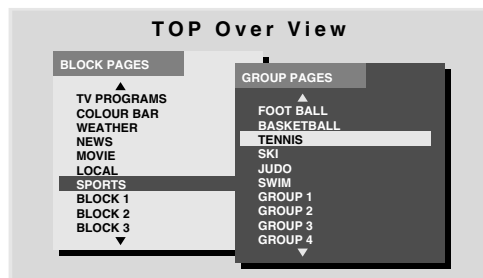 TOP Over View
BLOCK PAGES
TV PROGRAMS
COLOUR BAR
WEATHER
NEWS
MOVIE
LOCAL
SPORTS
BLOCK 1
BLOCK 2
BLOCK 3
GROUP PAGES
FOOT BALL
BASKETBALL
TENNIS
SKI
JUDO
SWIM
GROUP 1
GROUP 2
GROUP 3
GROUP 4